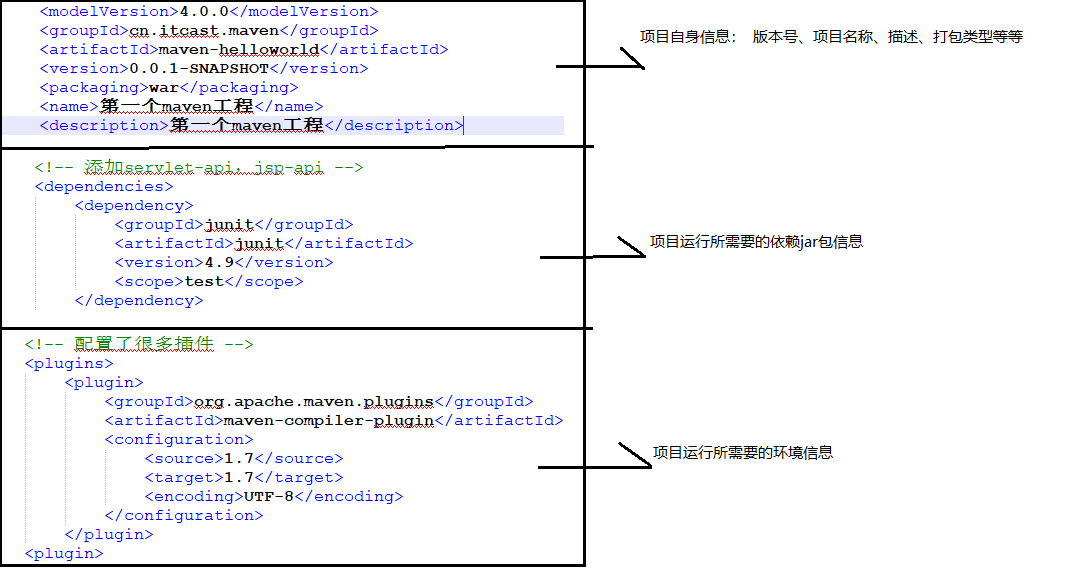 <modelVersion>4.0.0</modelVersion>
<groupId>cn.itcast.maven</groupId>
<artifactId>maven-helloworld</artifactId>
<version>0.0.1-SNAPSHOT</version>
<packaging>war</packaging>
<name>第一个maven工程</name>
<description>第一个maven工程</description>
项目自身信息： 版本号、项目名称、描述、打包类型等等
<!-- 添加servlet-api，jsp-api -->
<dependencies>
<dependency>
<groupId>junit</groupId>
<artifactId>junit</artifactId>
<version>4.9</version>
<scope>test</scope>
</dependency>
项目运行所需要的依赖jar包信息
<!-- 配置了很多插件 -->
<plugins>
<plugin>
<groupId>org.apache.maven.plugins</groupId>
<artifactId>maven-compiler-plugin</artifactId>
<configuration>
<source>1.7</source>
<target>1.7</target>
<encoding>UTF-8</encoding>
</configuration>
</plugin>
<plugin>
项目运行所需要的环境信息